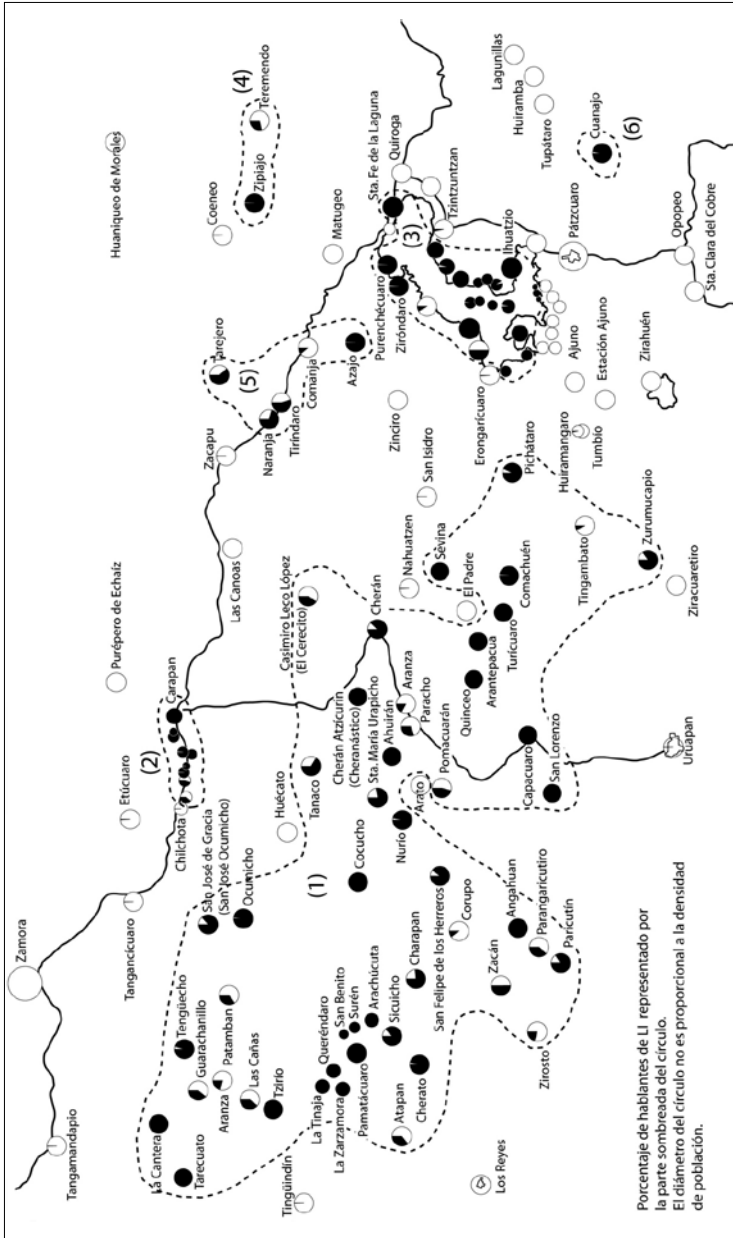 Zamora
Tangamandapio
Huaniqueo de Morales
Purépero de Echaíz
Etúcuaro
Tangancícuaro
(2)
Carapan
Chilchota
La Cantera
Tarecuato
Tengüecho
Guarachanillo
Patamban
Aranza
Las Cañas
Tzirío
San José de Gracia
(San José Ocumicho)
Ocumicho
Huécato
Las Canoas
Zacapu
Coeneo
(4)
Teremendo
Zipiajo
Tarejero
(5)
Naranja
Tiríndaro
Comanja
Azajo
Matugeo
Casimiro Leco López
(El Cerecito)
Tanaco
(1)
Cocucho
Cherán Atzicurín
(Cheranástico)
Sta. María Urapicho
Ahuirán
Cherán
Aranza
Paracho
Pomacuarán
Arato
Nurío
Tingüindín
La Tinaja
Queréndaro
La Zarzamora
San Benito
Surén
Pamatácuaro
Arachúcuta
Sicuicho
Charapan
Atapan
Cherato
San Felipe de los Herreros
Corupo
Zacán
Angahuan
Parangaricutiro
Paricutín
Zirosto
Los Reyes
Nahuatzen
San Isidro
Zinciro
Sevina
El Padre
Comachuén
Turícuaro
Arantepacua
Quinceo
Capacuaro
San Lorenzo
Pichátaro
Huiramangaro
Tumbío
Tingambato
Zurumucapio
Ziracuaretiro
Uruapan
Purenchécuaro
Ziróndaro
Sta. Fe de la Laguna
Quiroga
(3)
Tzintzuntzan
Ihuatzio
Erongarícuaro
Pátzcuaro
Ajuno
Estación Ajuno
Zirahuén
Opopeo
Sta. Clara del Cobre
Lagunillas
Huiramba
Tupátaro
Cuanajo
(6)
Porcentaje de hablantes de LI representado por
la parte sombreada del círculo.
El diámetro del círculo no es proporcional a la densidad
de población.